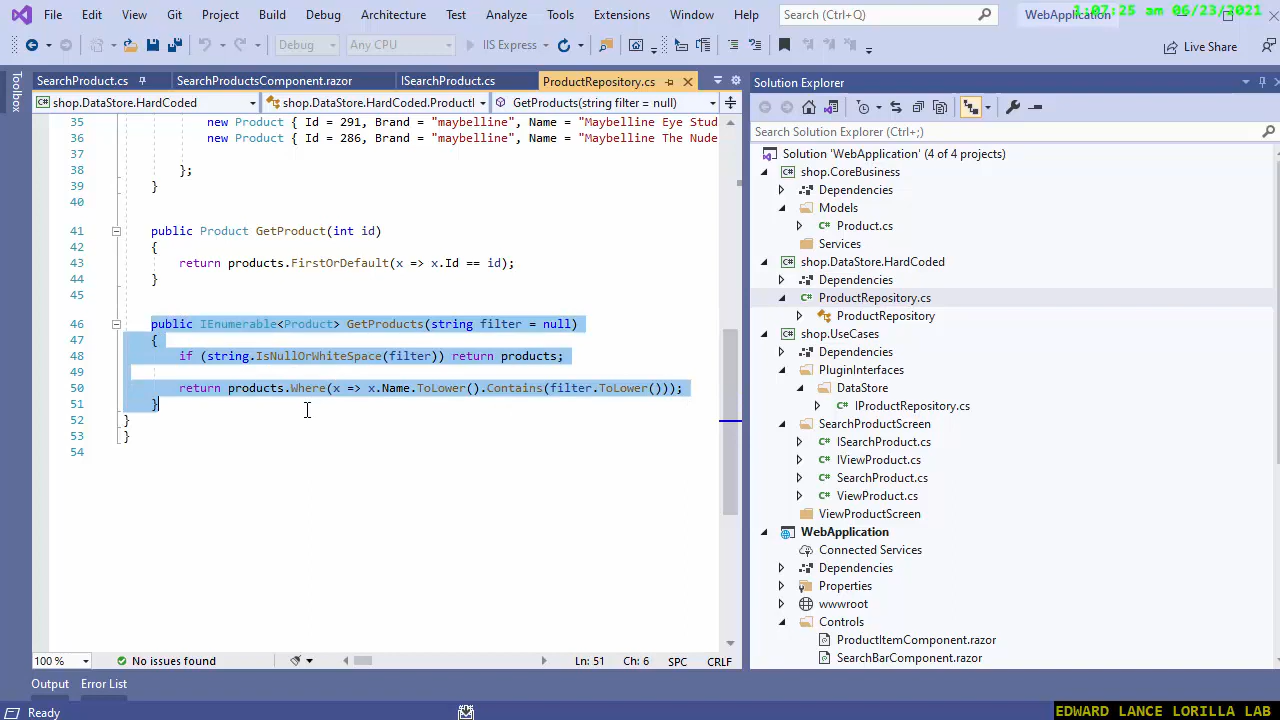 File Edit View Git Project Build Debug Architecture Test Analyze Tools Extensions Window Help Search (Ctrl+Q) WebApplication
1:07:25 am 06/23/2021
Debug Any CPU IIS Express Live Share
Toolbox
SearchProduct.cs SearchProductsComponent.razor ISearchProduct.cs ProductRepository.cs
shop.DataStore.HardCoded shop.DataStore.HardCoded.Product GetProducts(string filter = null)
35 new Product { Id = 291, Brand = "maybelline", Name = "Maybelline Eye Stud
36 new Product { Id = 286, Brand = "maybelline", Name = "Maybelline The Nude
37
38 };
39 }
40
41 public Product GetProduct(int id)
42 {
43 return products.FirstOrDefault(x => x.Id == id);
44 }
45
46 public IEnumerable<Product> GetProducts(string filter = null)
47 {
48 if (string.IsNullOrWhiteSpace(filter)) return products;
49
50 return products.Where(x => x.Name.ToLower().Contains(filter.ToLower()));
51 }
52 }
53 }
54
100 % No issues found Ln: 51 Ch: 6 SPC CRLF
Solution Explorer
Search Solution Explorer (Ctrl+;)
Solution 'WebApplication' (4 of 4 projects)
shop.CoreBusiness
Dependencies
Models
Product.cs
Services
shop.DataStore.HardCoded
Dependencies
ProductRepository.cs
ProductRepository
shop.UseCases
Dependencies
PluginInterfaces
DataStore
IProductRepository.cs
SearchProductScreen
ISearchProduct.cs
IViewProduct.cs
SearchProduct.cs
ViewProduct.cs
ViewProductScreen
WebApplication
Connected Services
Dependencies
Properties
wwwroot
Controls
ProductItemComponent.razor
SearchBarComponent.razor
Output Error List
Ready
EDWARD LANCE LORILLA LAB